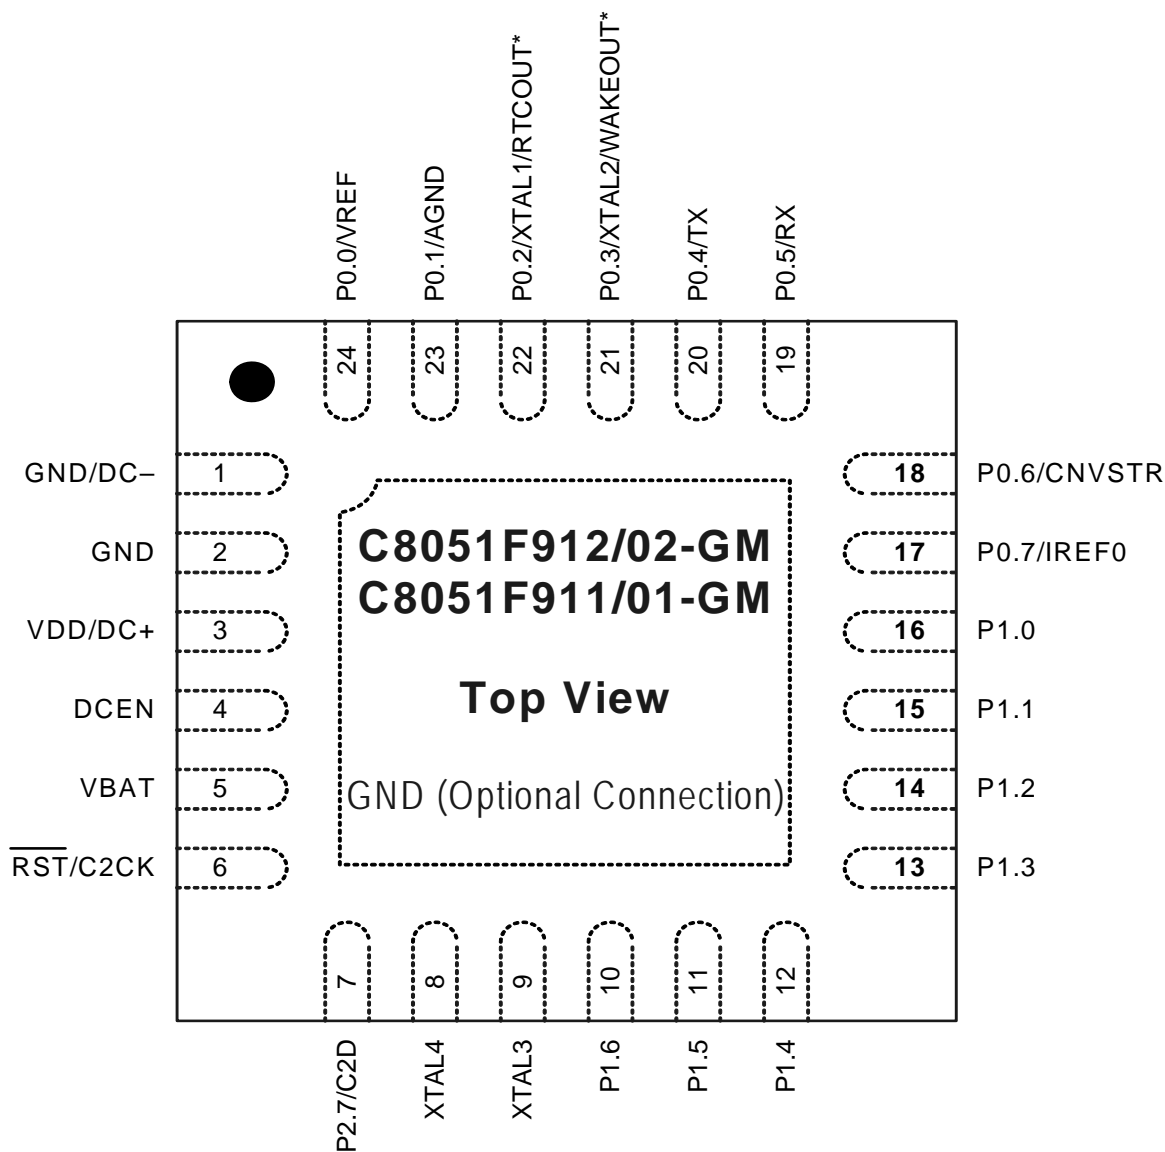 P0.0/VREF
P0.1/AGND
P0.2/XTAL1/RTCOUT*
P0.3/XTAL2/WAKEOUT*
P0.4/TX
P0.5/RX
24
23
22
21
20
19
GND/DC–
1
18
P0.6/CNVSTR
GND
2
17
P0.7/IREF0
VDD/DC+
3
16
P1.0
DCEN
4
15
P1.1
VBAT
5
14
P1.2
RST/C2CK
6
13
P1.3
C8051F912/02-GM
C8051F911/01-GM
Top View
GND (Optional Connection)
7
8
9
10
11
12
P2.7/C2D
XTAL4
XTAL3
P1.6
P1.5
P1.4